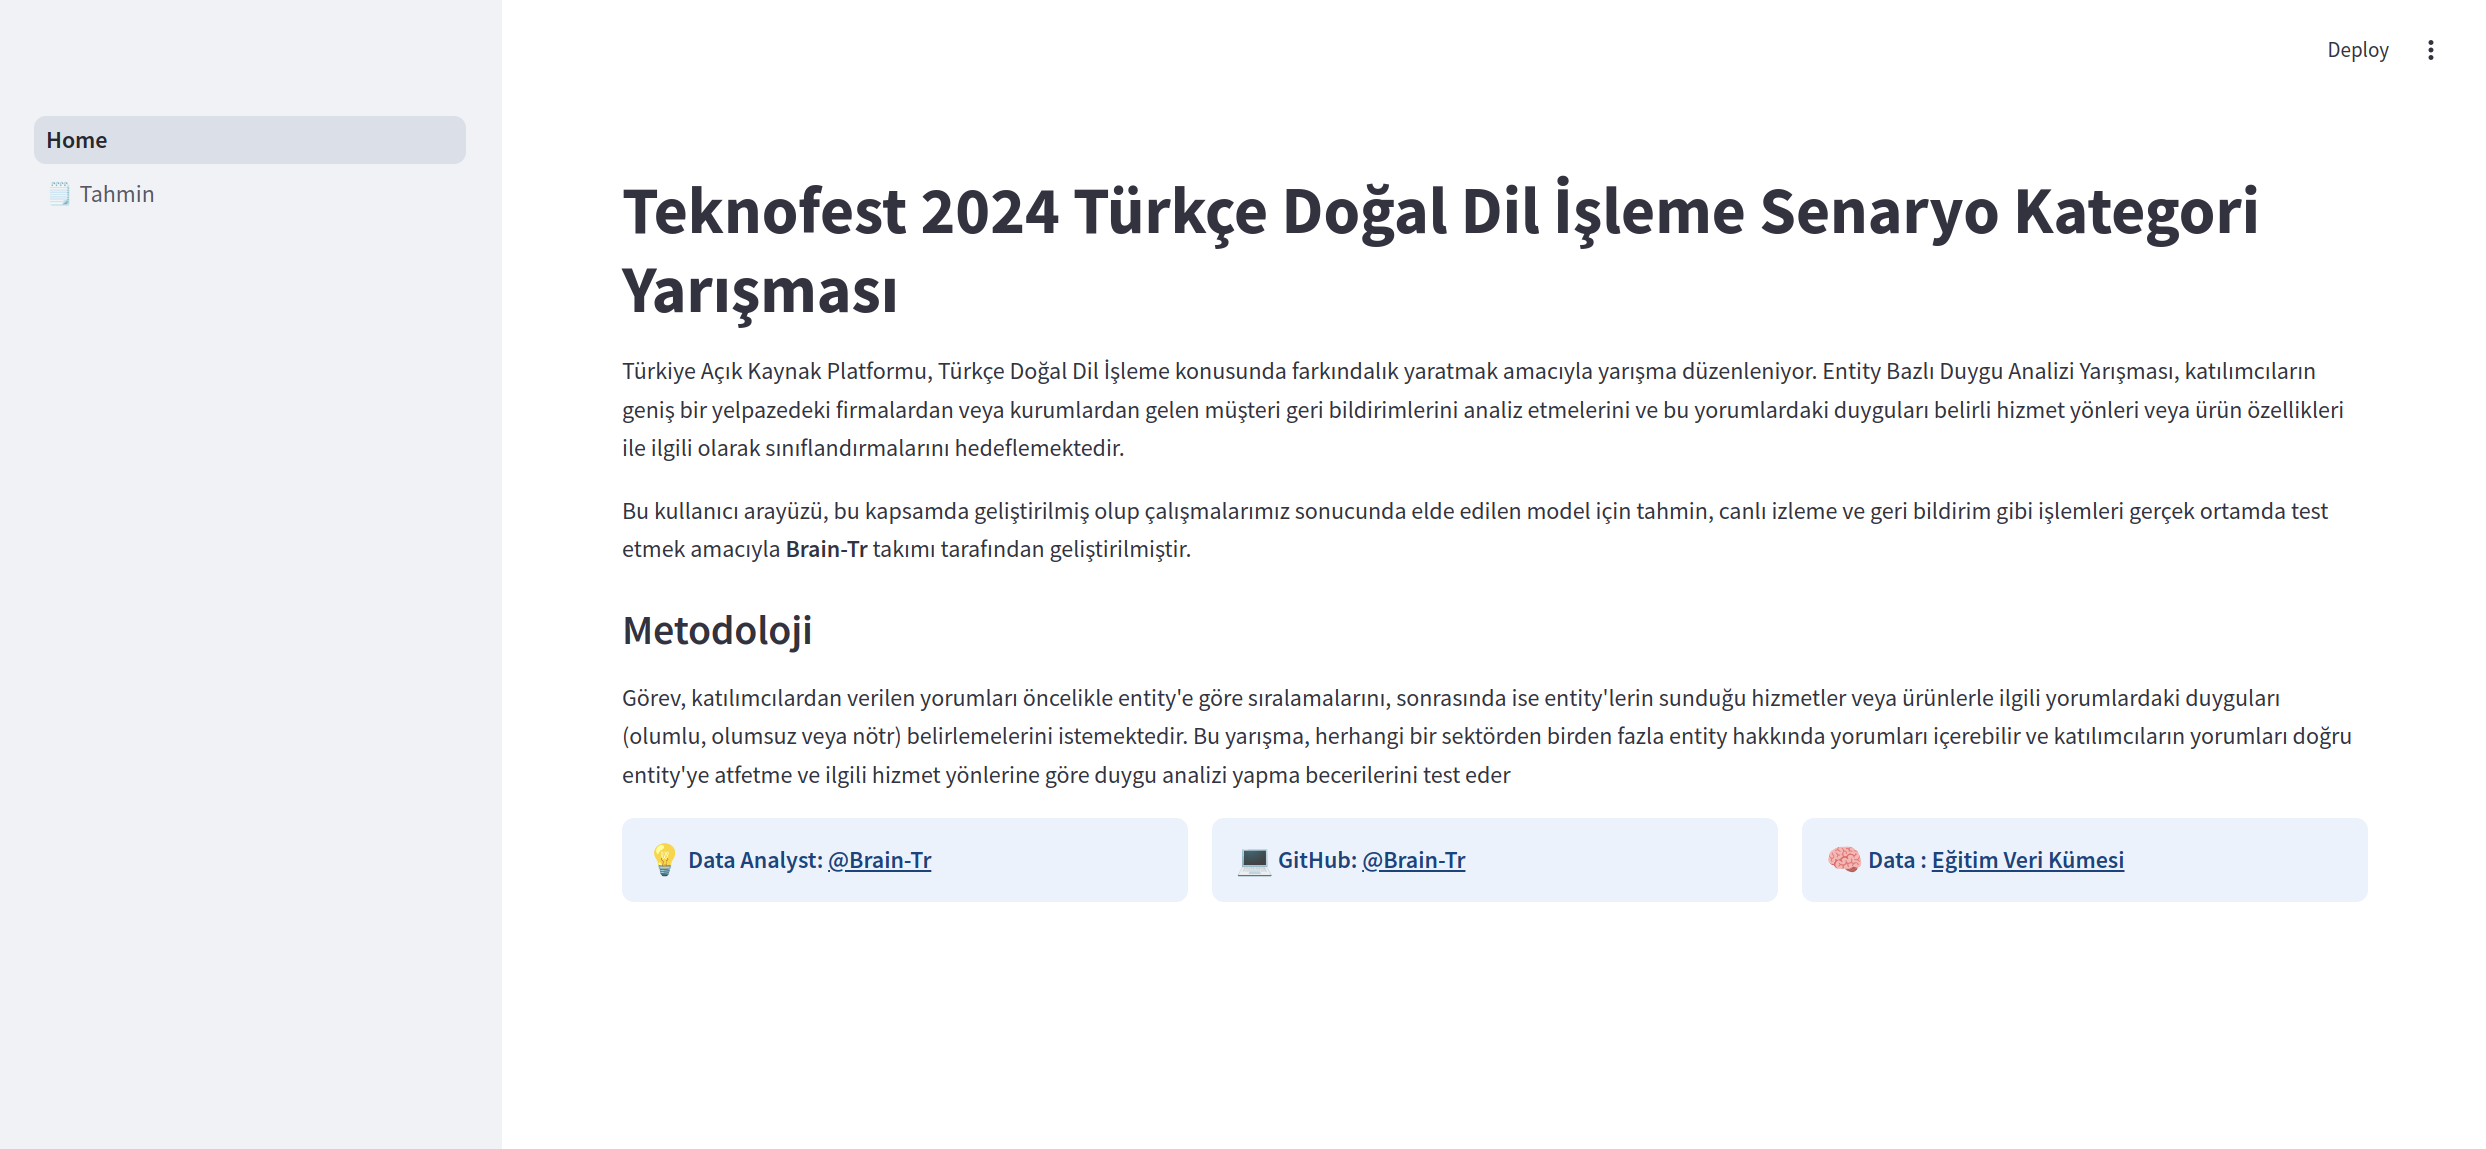 Deploy
Home
Tahmin
Teknofest 2024 Türkçe Doğal Dil İşleme Senaryo Kategori
Yarışması
Türkiye Açık Kaynak Platformu, Türkçe Doğal Dil İşleme konusunda farkındalık yaratmak amacıyla yarışma düzenleniyor. Entity Bazlı Duygu Analizi Yarışması, katılımcıların
geniş bir yelpazedeki firmalardan veya kurumlardan gelen müşteri geri bildirimlerini analiz etmelerini ve bu yorumlardaki duyguları belirli hizmet yönleri veya ürün özellikleri
ile ilgili olarak sınıflandırmalarını hedeflemektedir.
Bu kullanıcı arayüzü, bu kapsamda geliştirilmiş olup çalışmalarımız sonucunda elde edilen model için tahmin, canlı izleme ve geri bildirim gibi işlemleri gerçek ortamda test
etmek amacıyla Brain-Tr takımı tarafından geliştirilmiştir.
Metodoloji
Görev, katılımcılardan verilen yorumları öncelikle entity'e göre sıralamalarını, sonrasında ise entity'lerin sunduğu hizmetler veya ürünlerle ilgili yorumlardaki duyguları
(olumlu, olumsuz veya nötr) belirlemelerini istemektedir. Bu yarışma, herhangi bir sektörden birden fazla entity hakkında yorumları içerebilir ve katılımcıların yorumları doğru
entity'ye atfetme ve ilgili hizmet yönlerine göre duygu analizi yapma becerilerini test eder
Data Analyst: @Brain-Tr
GitHub: @Brain-Tr
Data : Eğitim Veri Kümesi